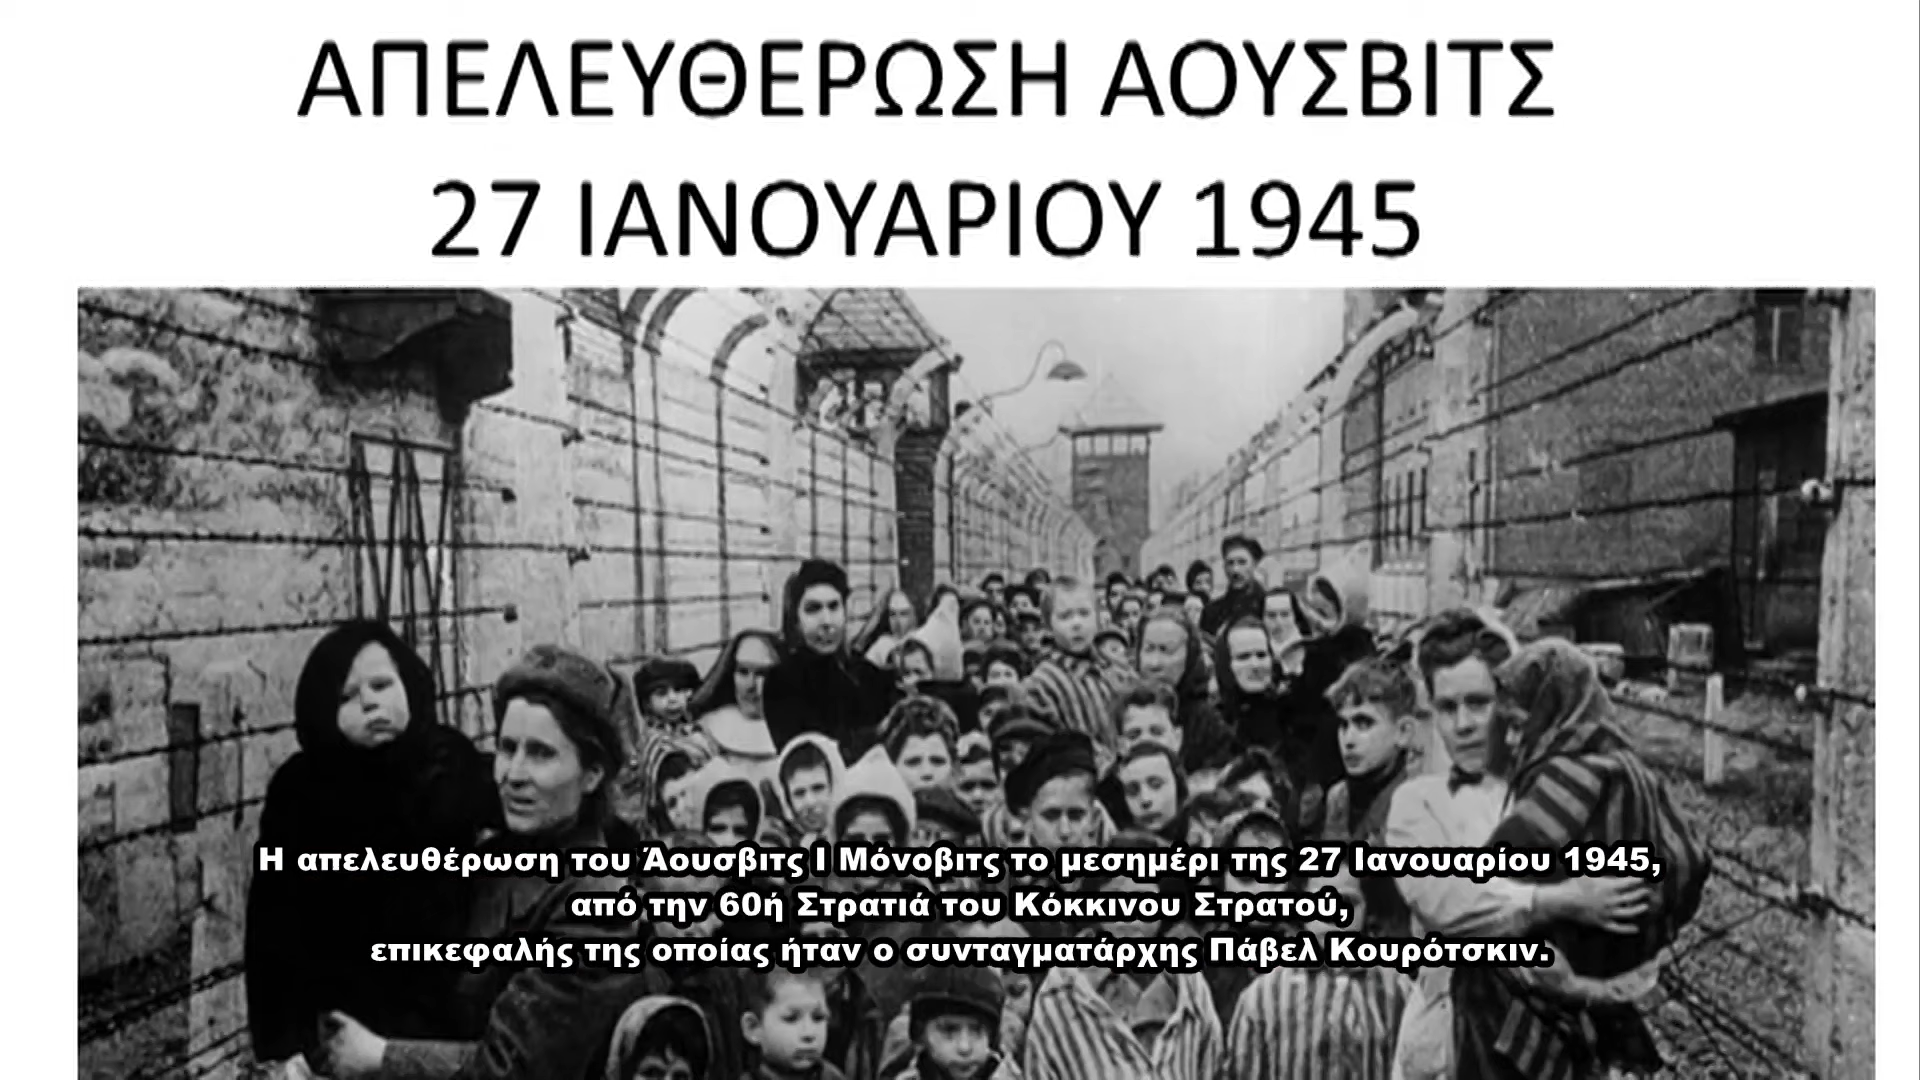 ΑΠΕΛΕΥΘΕΡΩΣΗ ΑΟΥΣΒΙΤΣ
27 ΙΑΝΟΥΑΡΙΟΥ 1945
Η απελευθέρωση του Άουσβιτς Ι Μόνοβιτς το μεσημέρι της 27 Ιανουαρίου 1945,
από την 60ή Στρατιά του Κόκκινου Στρατού,
επικεφαλής της οποίας ήταν ο συνταγματάρχης Πάβελ Κουρότσκιν.